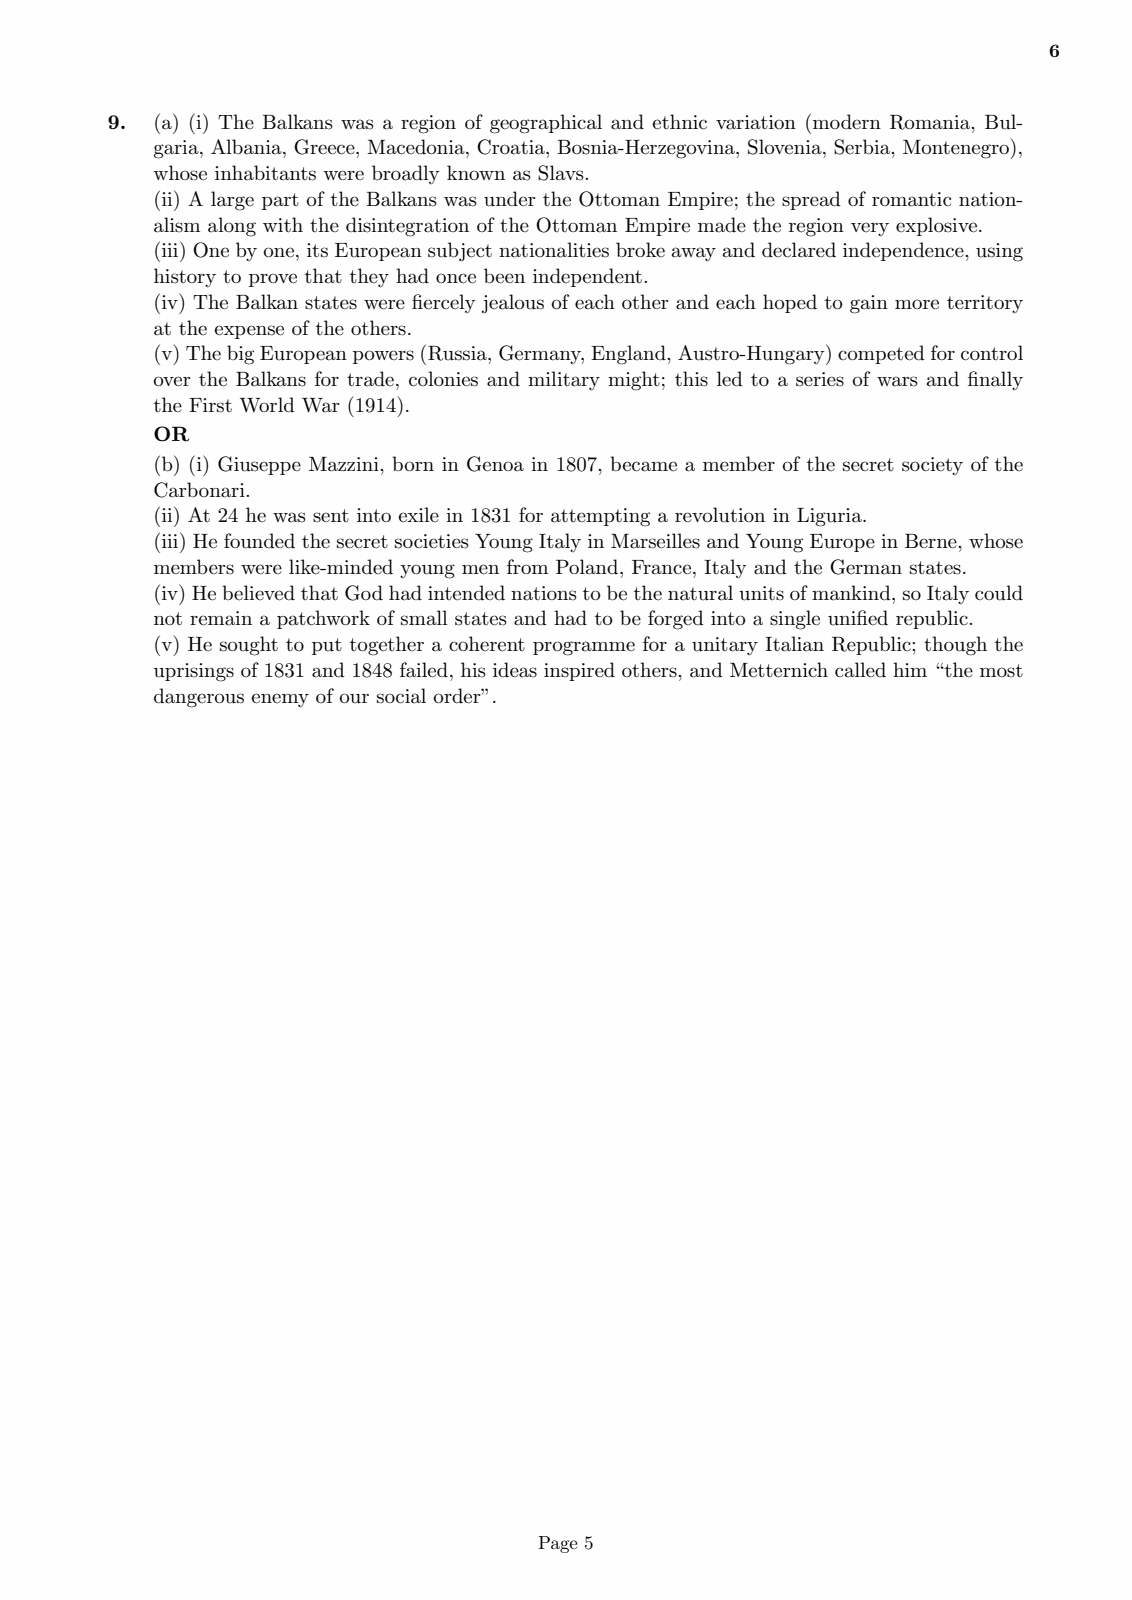 6
9. (a) (i) The Balkans was a region of geographical and ethnic variation (modern Romania, Bul-
garia, Albania, Greece, Macedonia, Croatia, Bosnia-Herzegovina, Slovenia, Serbia, Montenegro),
whose inhabitants were broadly known as Slavs.
(ii) A large part of the Balkans was under the Ottoman Empire; the spread of romantic nation-
alism along with the disintegration of the Ottoman Empire made the region very explosive.
(iii) One by one, its European subject nationalities broke away and declared independence, using
history to prove that they had once been independent.
(iv) The Balkan states were fiercely jealous of each other and each hoped to gain more territory
at the expense of the others.
(v) The big European powers (Russia, Germany, England, Austro-Hungary) competed for control
over the Balkans for trade, colonies and military might; this led to a series of wars and finally
the First World War (1914).
OR
(b) (i) Giuseppe Mazzini, born in Genoa in 1807, became a member of the secret society of the
Carbonari.
(ii) At 24 he was sent into exile in 1831 for attempting a revolution in Liguria.
(iii) He founded the secret societies Young Italy in Marseilles and Young Europe in Berne, whose
members were like-minded young men from Poland, France, Italy and the German states.
(iv) He believed that God had intended nations to be the natural units of mankind, so Italy could
not remain a patchwork of small states and had to be forged into a single unified republic.
(v) He sought to put together a coherent programme for a unitary Italian Republic; though the
uprisings of 1831 and 1848 failed, his ideas inspired others, and Metternich called him “the most
dangerous enemy of our social order”.
Page 5